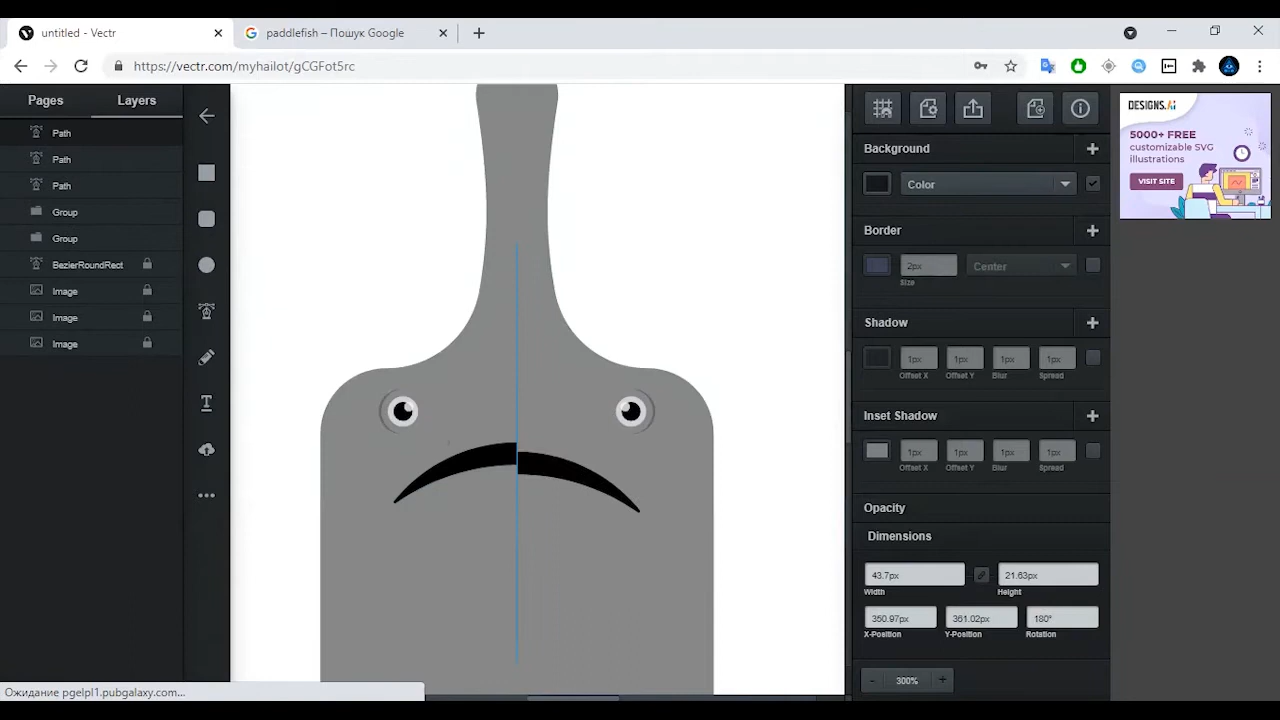 untitled - Vectr
paddlefish – Пошук Google
https://vectr.com/myhailot/gCGFot5rc
Pages Layers
Path
Path
Path
Group
Group
BezierRoundRect
Image
Image
Image
T
Background
Color
Border
2px Center
Size
Shadow
1px 1px 1px 1px
Offset X Offset Y Blur Spread
Inset Shadow
1px 1px 1px 1px
Offset X Offset Y Blur Spread
Opacity
Dimensions
43.7px 21.63px
Width Height
350.97px 361.02px 180°
X-Position Y-Position Rotation
- 300% +
DESIGNS.AI
5000+ FREE
customizable SVG
illustrations
VISIT SITE
Ожидание pgelpl1.pubgalaxy.com...